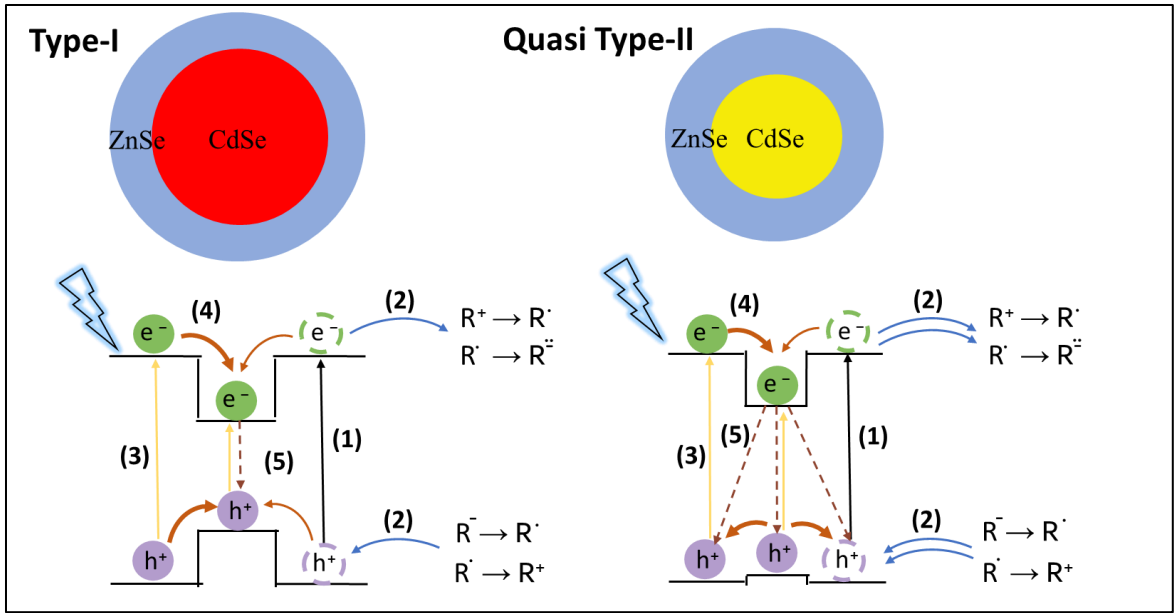 Type-I
ZnSe CdSe
(4)
e⁻
e⁻
e⁻
(2)
R⁺ → R˙
R˙ → R⁻̈
(3)
(5)
(1)
h⁺
h⁺
h⁺
(2)
R⁻ → R˙
R˙ → R⁺
Quasi Type-II
ZnSe CdSe
(4)
e⁻
e⁻
e⁻
(2)
R⁺ → R˙
R˙ → R⁻̈
(3)
(5)
(1)
h⁺
h⁺
h⁺
(2)
R⁻ → R˙
R˙ → R⁺